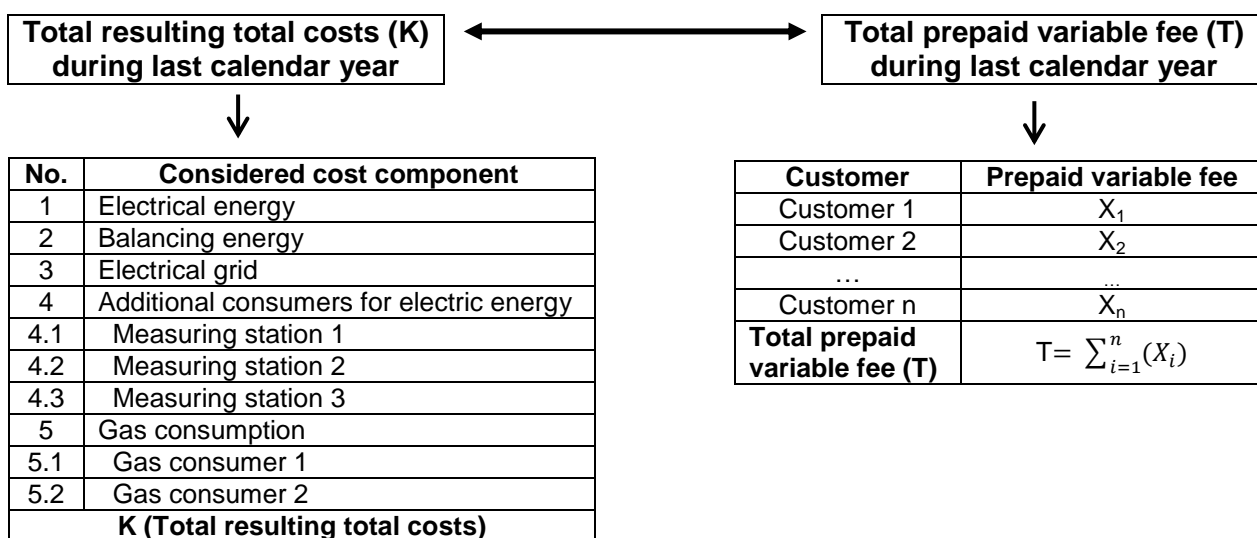 Total resulting total costs (K)
during last calendar year
Total prepaid variable fee (T)
during last calendar year
No. Considered cost component
1 Electrical energy
2 Balancing energy
3 Electrical grid
4 Additional consumers for electric energy
4.1 Measuring station 1
4.2 Measuring station 2
4.3 Measuring station 3
5 Gas consumption
5.1 Gas consumer 1
5.2 Gas consumer 2
K (Total resulting total costs)
Customer Prepaid variable fee
Customer 1 X₁
Customer 2 X₂
… …
Customer n Xₙ
Total prepaid
variable fee (T) T= ∑ⁿᵢ₌₁(Xᵢ)